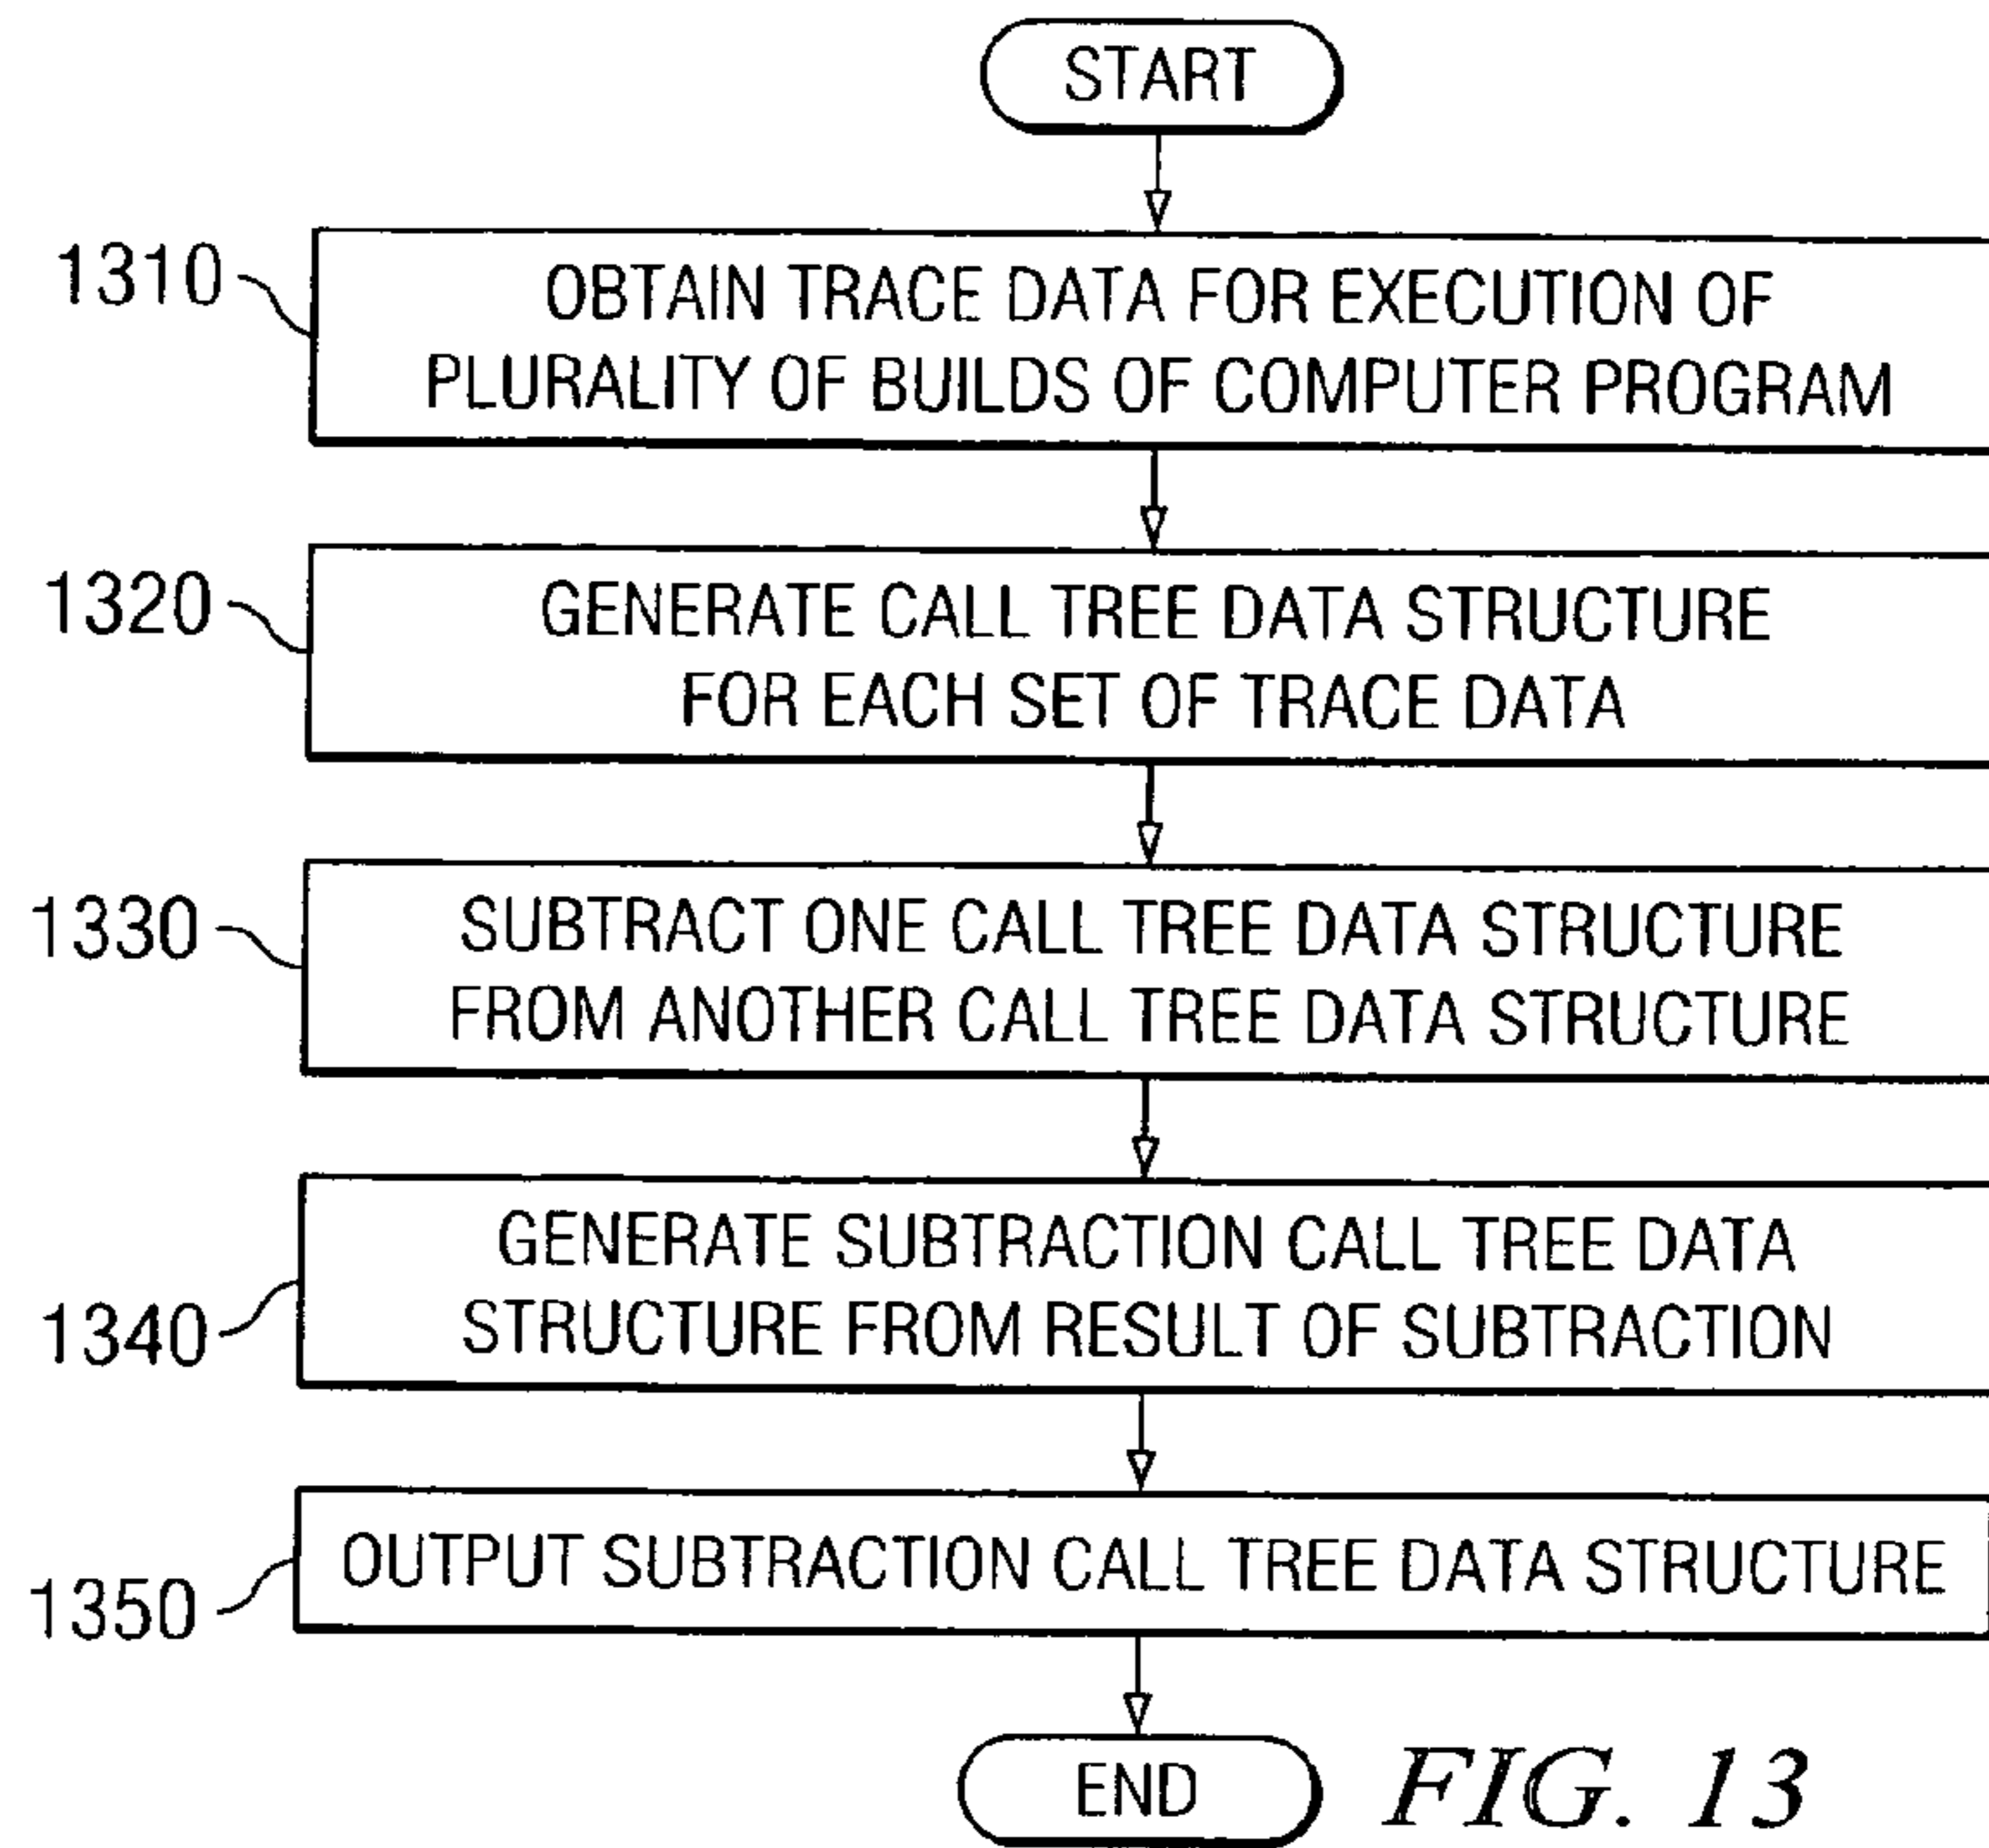 START
1310
OBTAIN TRACE DATA FOR EXECUTION OF
PLURALITY OF BUILDS OF COMPUTER PROGRAM
1320
GENERATE CALL TREE DATA STRUCTURE
FOR EACH SET OF TRACE DATA
1330
SUBTRACT ONE CALL TREE DATA STRUCTURE
FROM ANOTHER CALL TREE DATA STRUCTURE
1340
GENERATE SUBTRACTION CALL TREE DATA
STRUCTURE FROM RESULT OF SUBTRACTION
1350
OUTPUT SUBTRACTION CALL TREE DATA STRUCTURE
END
FIG. 13